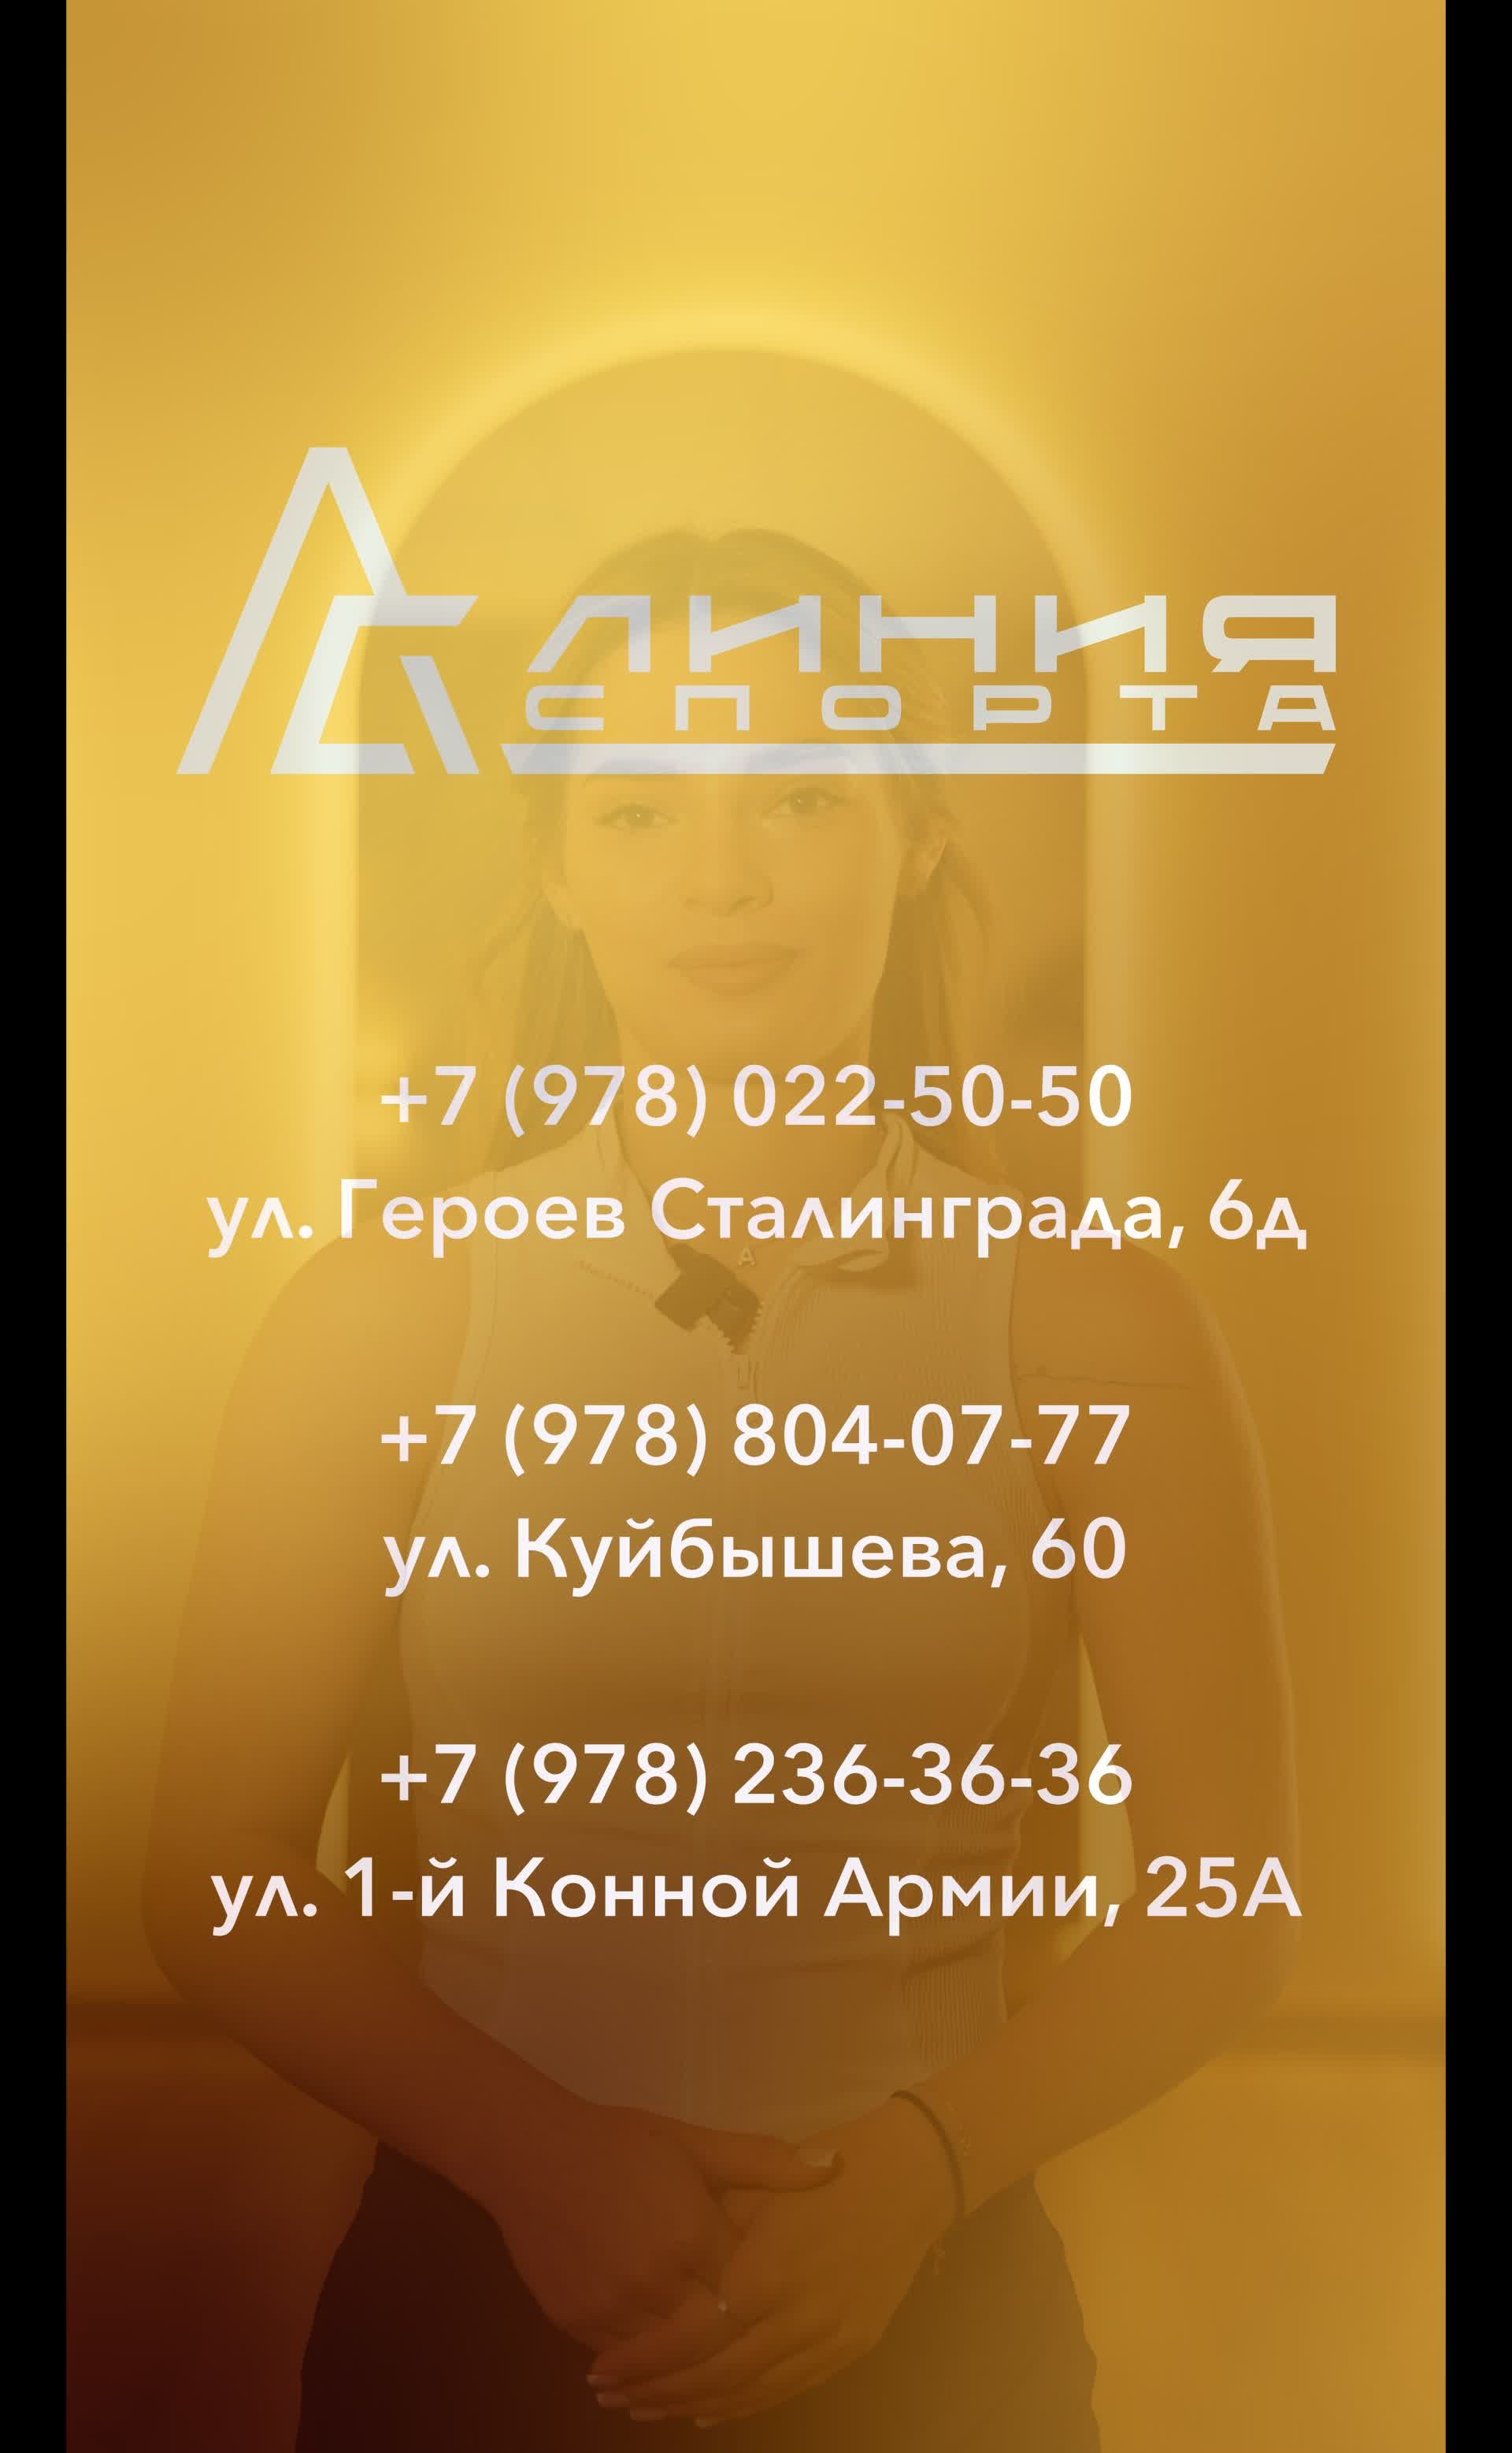 ЛИНИЯ
СПОРТА
+7 (978) 022-50-50
ул. Героев Сталинграда, 6д
+7 (978) 804-07-77
ул. Куйбышева, 60
+7 (978) 236-36-36
ул. 1-й Конной Армии, 25А